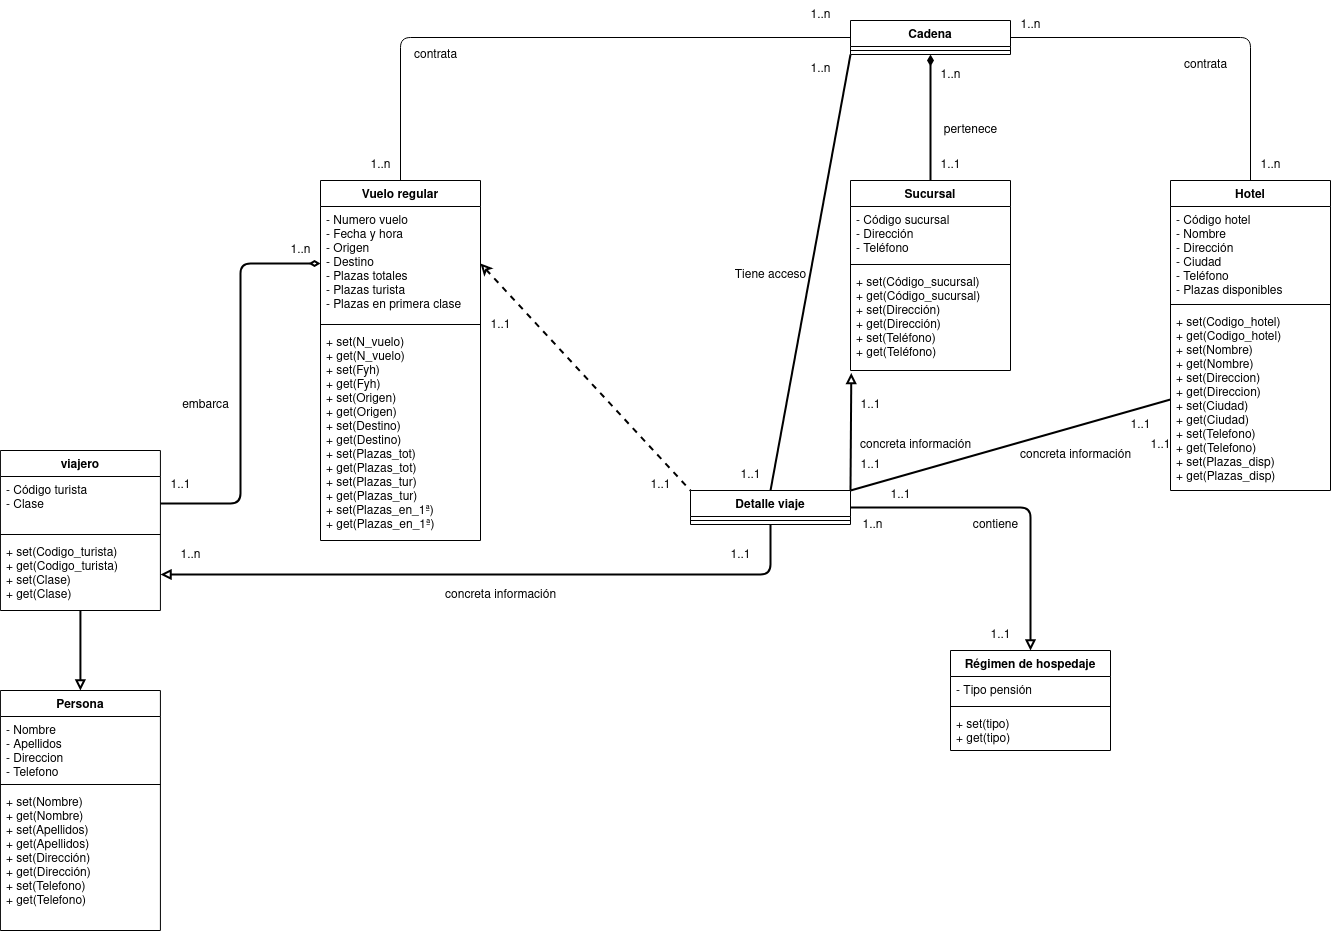 1..n
Cadena
1..n
contrata
1..n
1..n
contrata
pertenece
1..n
1..1
1..n
Vuelo regular
- Numero vuelo
- Fecha y hora
- Origen
- Destino
- Plazas totales
- Plazas turista
- Plazas en primera clase
+ set(N_vuelo)
+ get(N_vuelo)
+ set(Fyh)
+ get(Fyh)
+ set(Origen)
+ get(Origen)
+ set(Destino)
+ get(Destino)
+ set(Plazas_tot)
+ get(Plazas_tot)
+ set(Plazas_tur)
+ get(Plazas_tur)
+ set(Plazas_en_1ª)
+ get(Plazas_en_1ª)
Sucursal
- Código sucursal
- Dirección
- Teléfono
+ set(Código_sucursal)
+ get(Código_sucursal)
+ set(Dirección)
+ get(Dirección)
+ set(Teléfono)
+ get(Teléfono)
Hotel
- Código hotel
- Nombre
- Dirección
- Ciudad
- Teléfono
- Plazas disponibles
+ set(Codigo_hotel)
+ get(Codigo_hotel)
+ set(Nombre)
+ get(Nombre)
+ set(Direccion)
+ get(Direccion)
+ set(Ciudad)
+ get(Ciudad)
+ set(Telefono)
+ get(Telefono)
+ set(Plazas_disp)
+ get(Plazas_disp)
1..n
Tiene acceso
1..1
embarca
1..1
concreta información
1..1
1..1
concreta información
1..1
viajero
- Código turista
- Clase
+ set(Codigo_turista)
+ get(Codigo_turista)
+ set(Clase)
+ get(Clase)
1..1
1..1
1..1
Detalle viaje
1..1
1..n
contiene
1..n
1..1
concreta información
1..1
Régimen de hospedaje
- Tipo pensión
+ set(tipo)
+ get(tipo)
Persona
- Nombre
- Apellidos
- Direccion
- Telefono
+ set(Nombre)
+ get(Nombre)
+ set(Apellidos)
+ get(Apellidos)
+ set(Dirección)
+ get(Dirección)
+ set(Telefono)
+ get(Telefono)